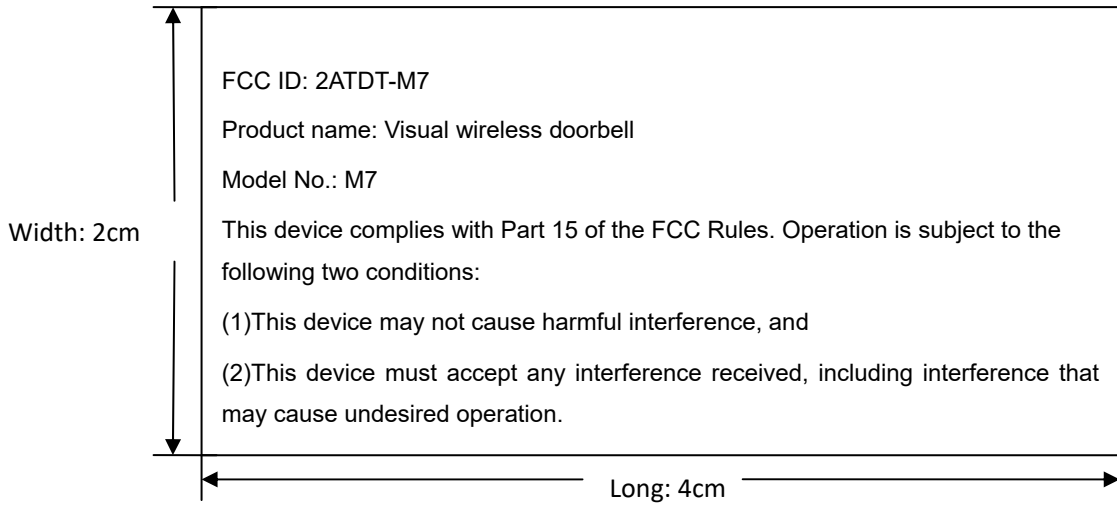 FCC ID: 2ATDT-M7
Product name: Visual wireless doorbell
Model No.: M7
Width: 2cm
This device complies with Part 15 of the FCC Rules. Operation is subject to the
following two conditions:
(1)This device may not cause harmful interference, and
(2)This device must accept any interference received, including interference that
may cause undesired operation.
Long: 4cm